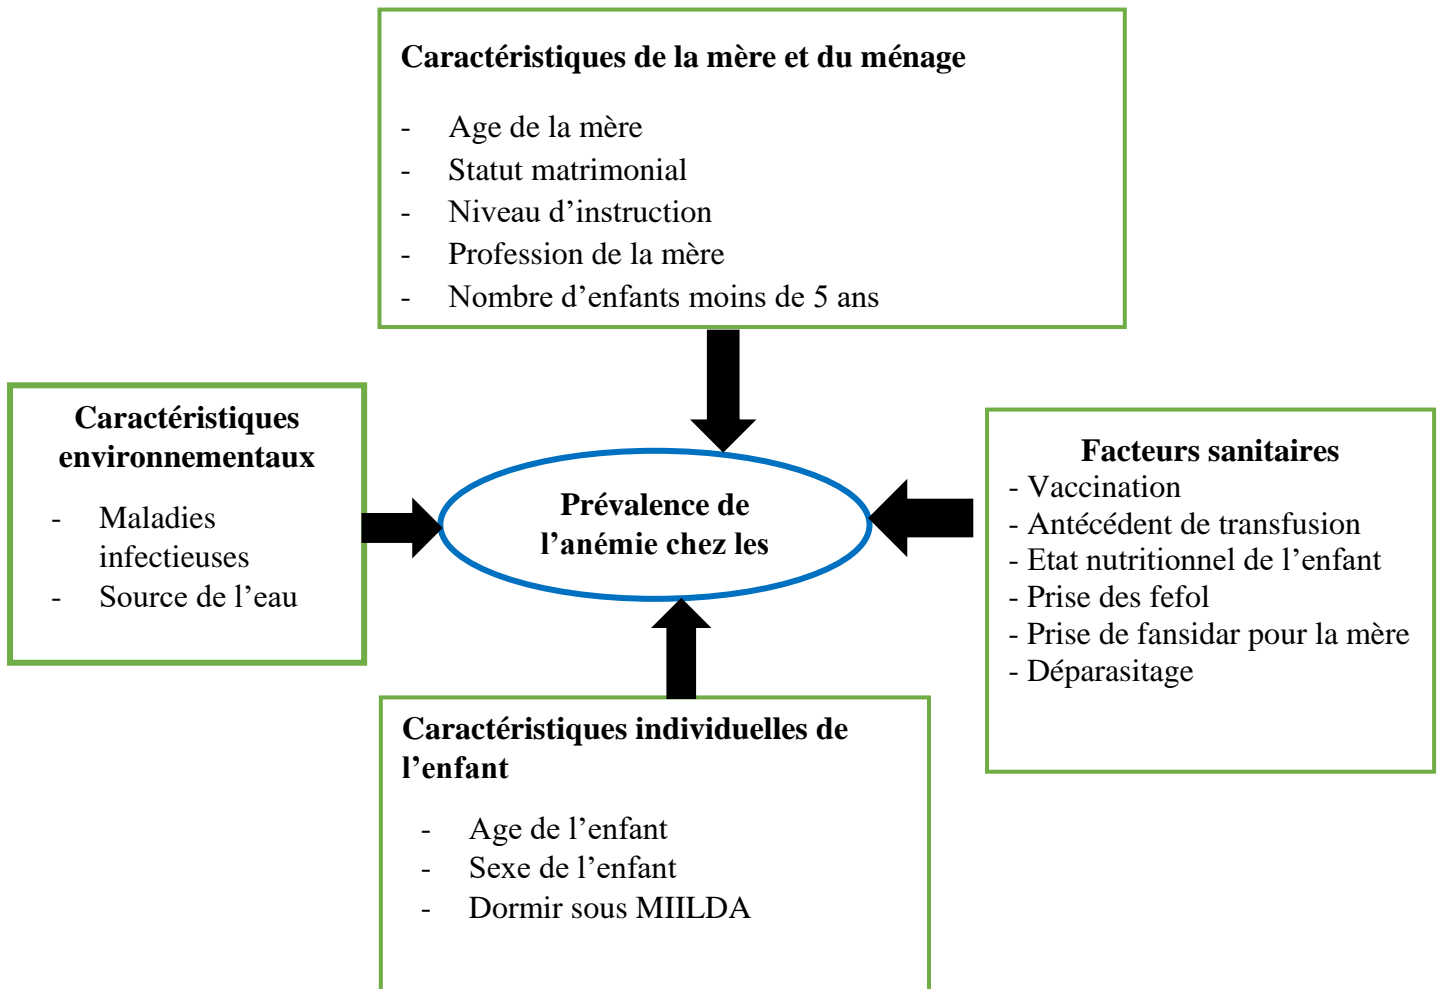 Caractéristiques de la mère et du ménage
- Age de la mère
- Statut matrimonial
- Niveau d’instruction
- Profession de la mère
- Nombre d’enfants moins de 5 ans
Caractéristiques
environnementaux
- Maladies
infectieuses
- Source de l’eau
Prévalence de
l’anémie chez les
Facteurs sanitaires
- Vaccination
- Antécédent de transfusion
- Etat nutritionnel de l’enfant
- Prise des fefol
- Prise de fansidar pour la mère
- Déparasitage
Caractéristiques individuelles de
l’enfant
- Age de l’enfant
- Sexe de l’enfant
- Dormir sous MIILDA